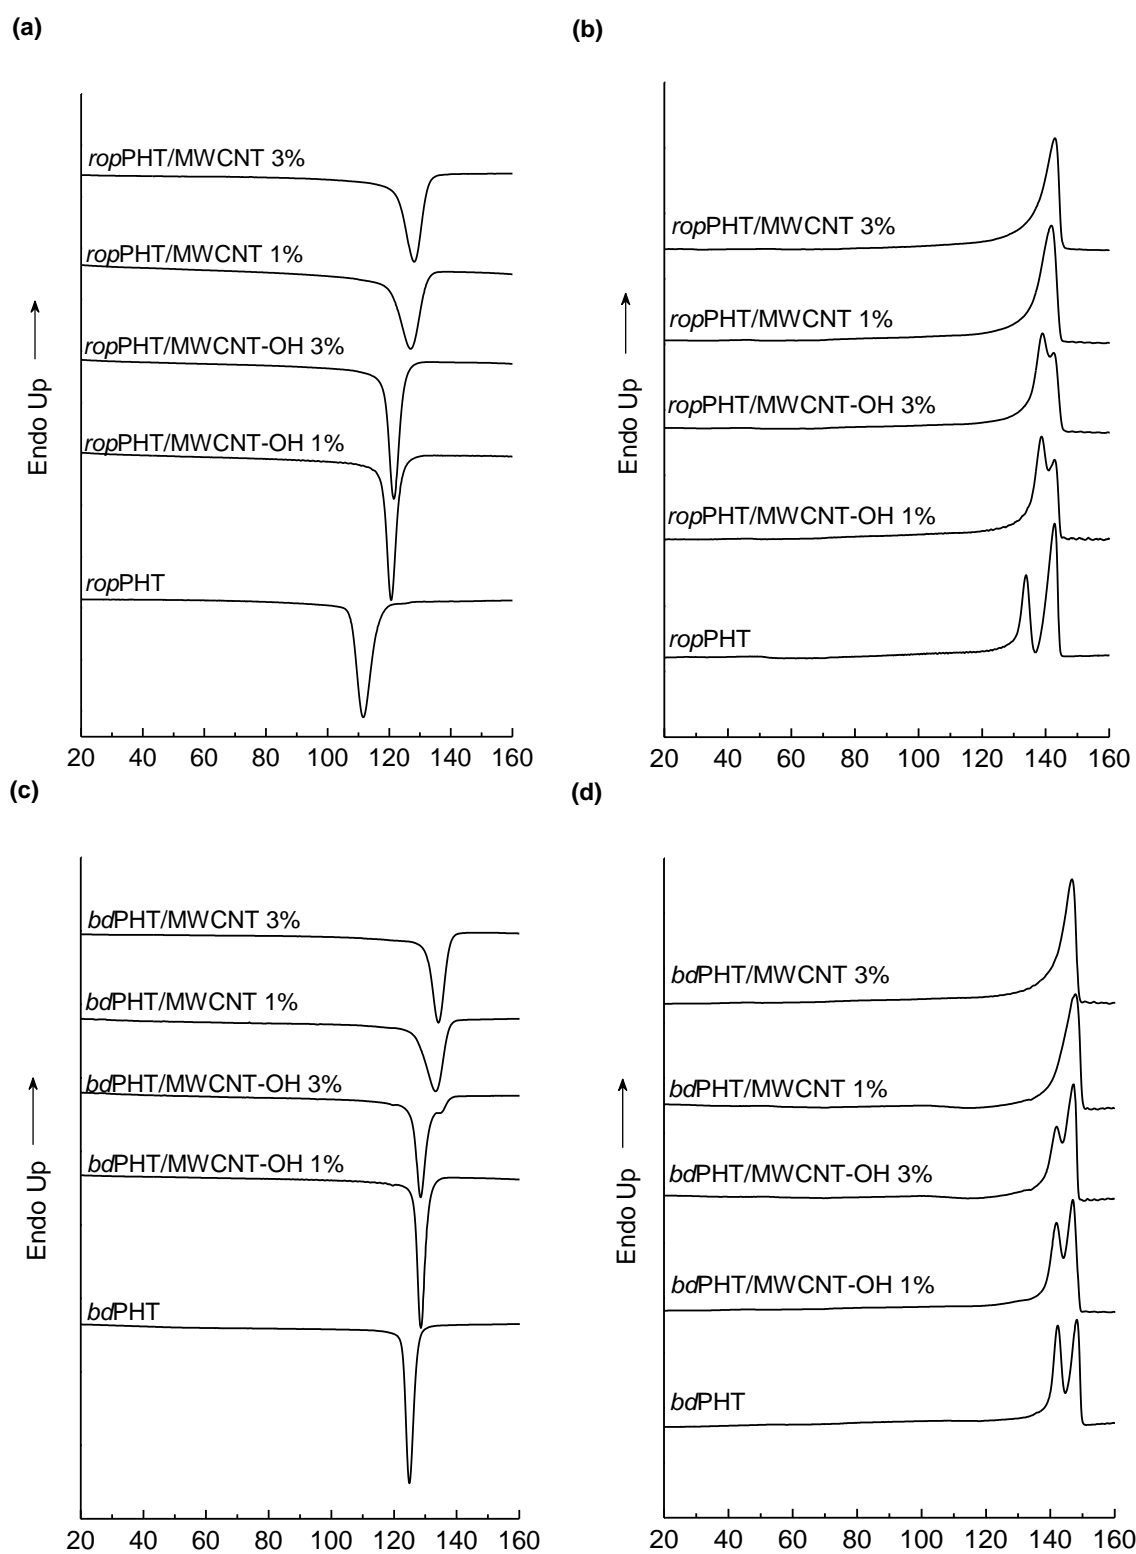 (a)
ropPHT/MWCNT 3%
ropPHT/MWCNT 1%
ropPHT/MWCNT-OH 3%
ropPHT/MWCNT-OH 1%
ropPHT
Endo Up
20 40 60 80 100 120 140 160
(b)
ropPHT/MWCNT 3%
ropPHT/MWCNT 1%
ropPHT/MWCNT-OH 3%
ropPHT/MWCNT-OH 1%
ropPHT
Endo Up
20 40 60 80 100 120 140 160
(c)
bdPHT/MWCNT 3%
bdPHT/MWCNT 1%
bdPHT/MWCNT-OH 3%
bdPHT/MWCNT-OH 1%
bdPHT
Endo Up
20 40 60 80 100 120 140 160
(d)
bdPHT/MWCNT 3%
bdPHT/MWCNT 1%
bdPHT/MWCNT-OH 3%
bdPHT/MWCNT-OH 1%
bdPHT
Endo Up
20 40 60 80 100 120 140 160